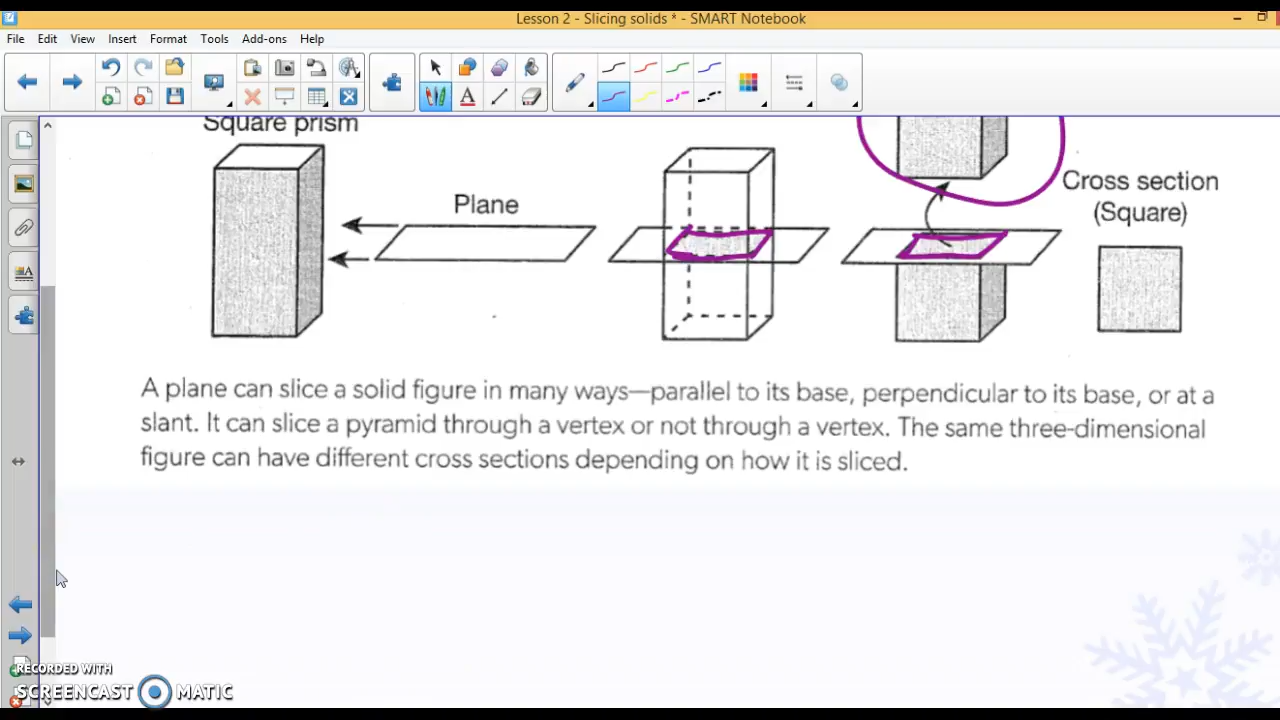 Lesson 2 - Slicing solids * - SMART Notebook
File Edit View Insert Format Tools Add-ons Help
Square prism
Plane
Cross section
(Square)
A plane can slice a solid figure in many ways—parallel to its base, perpendicular to its base, or at a
slant. It can slice a pyramid through a vertex or not through a vertex. The same three-dimensional
figure can have different cross sections depending on how it is sliced.
RECORDED WITH
SCREENCAST MATIC